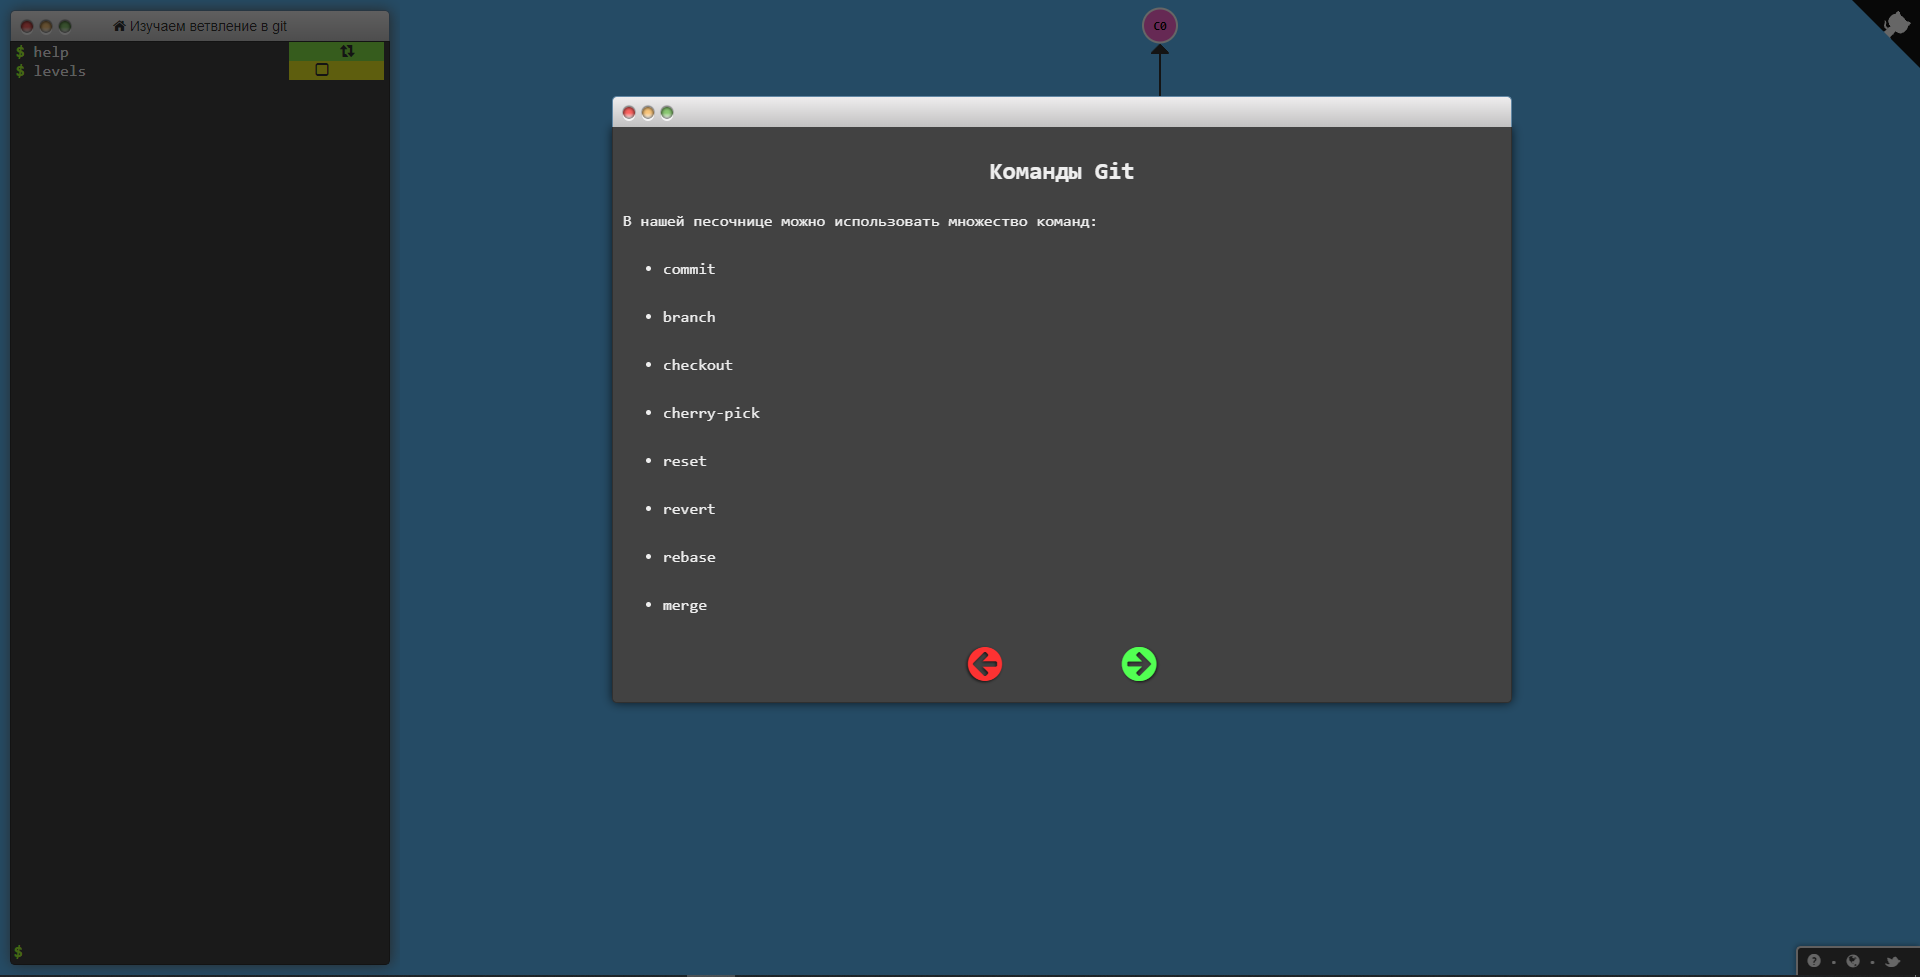 Изучаем ветвление в git
$ help
$ levels
$
C0
Команды Git
В нашей песочнице можно использовать множество команд:
• commit
• branch
• checkout
• cherry-pick
• reset
• revert
• rebase
• merge